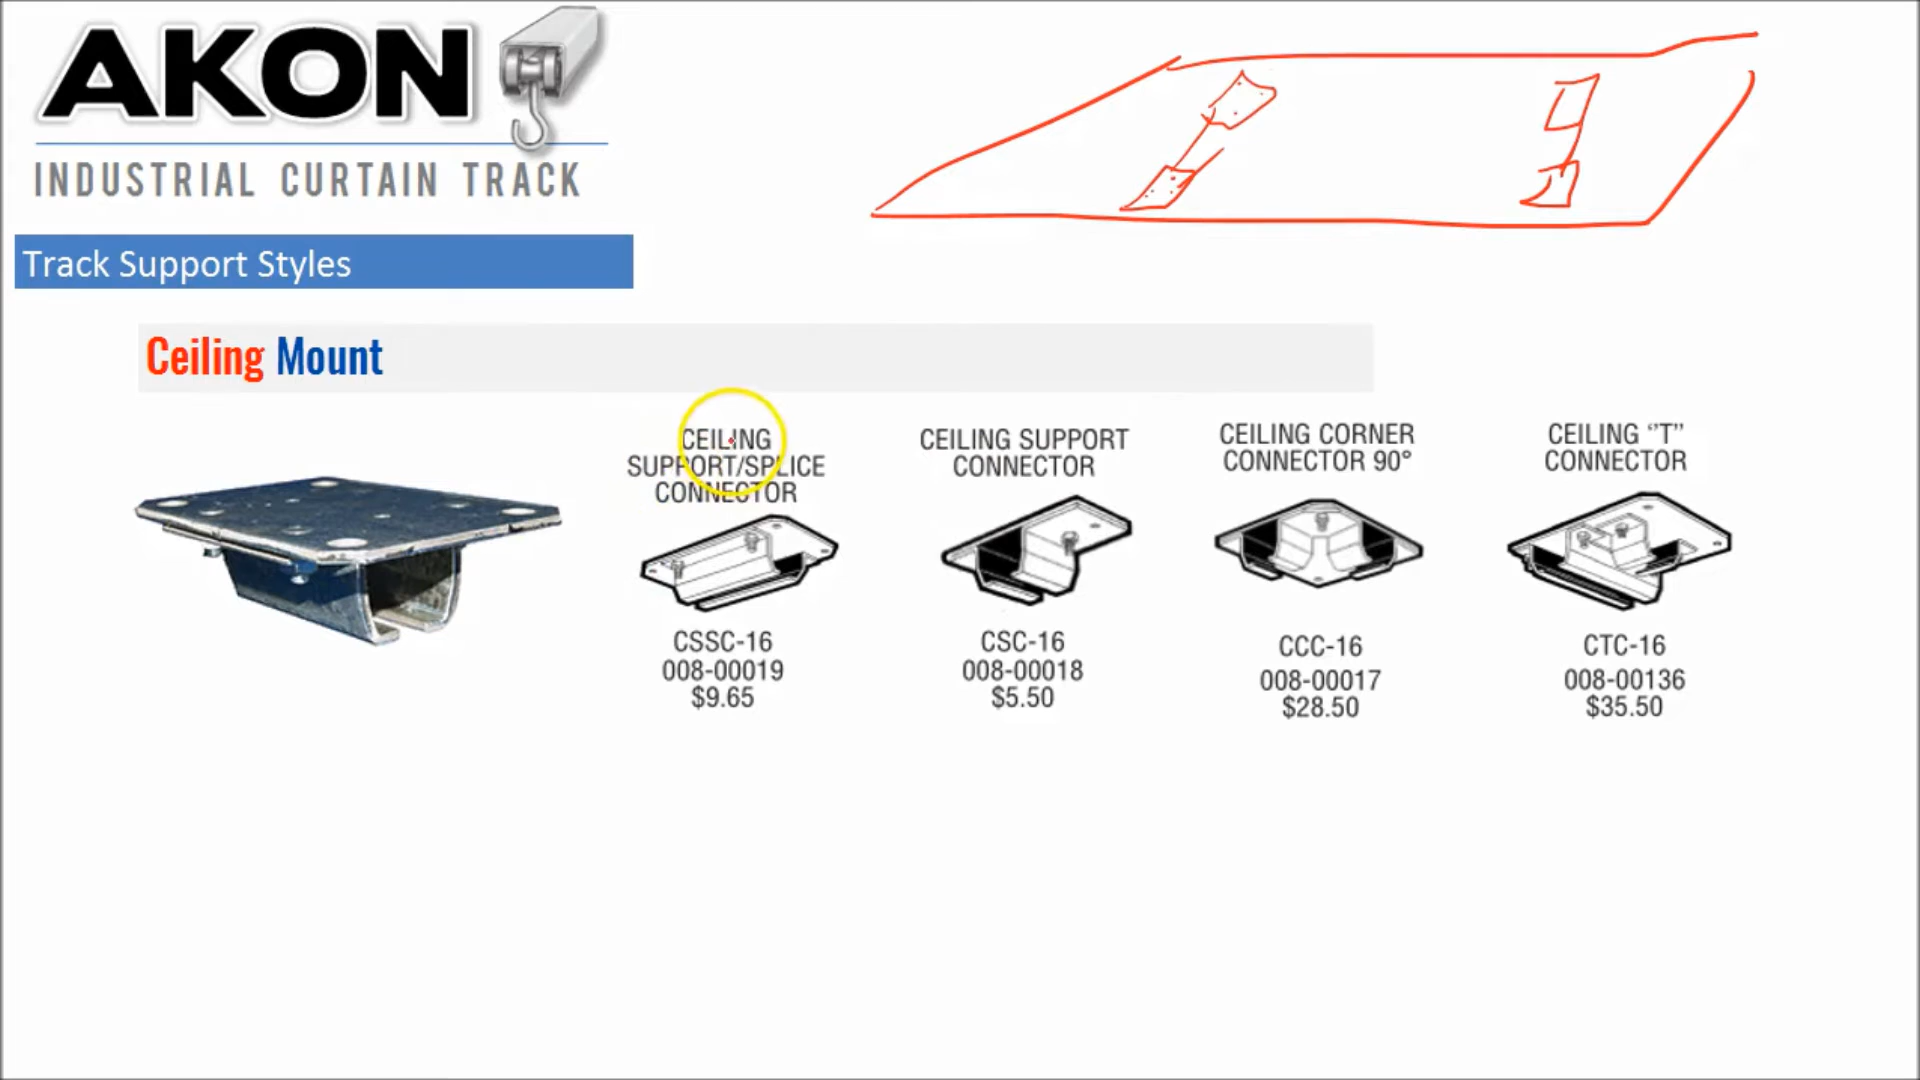 AKON
INDUSTRIAL CURTAIN TRACK
Track Support Styles
Ceiling Mount
CEILING
SUPPORT/SPLICE
CONNECTOR
CSSC-16
008-00019
$9.65
CEILING SUPPORT
CONNECTOR
CSC-16
008-00018
$5.50
CEILING CORNER
CONNECTOR 90°
CCC-16
008-00017
$28.50
CEILING “T”
CONNECTOR
CTC-16
008-00136
$35.50